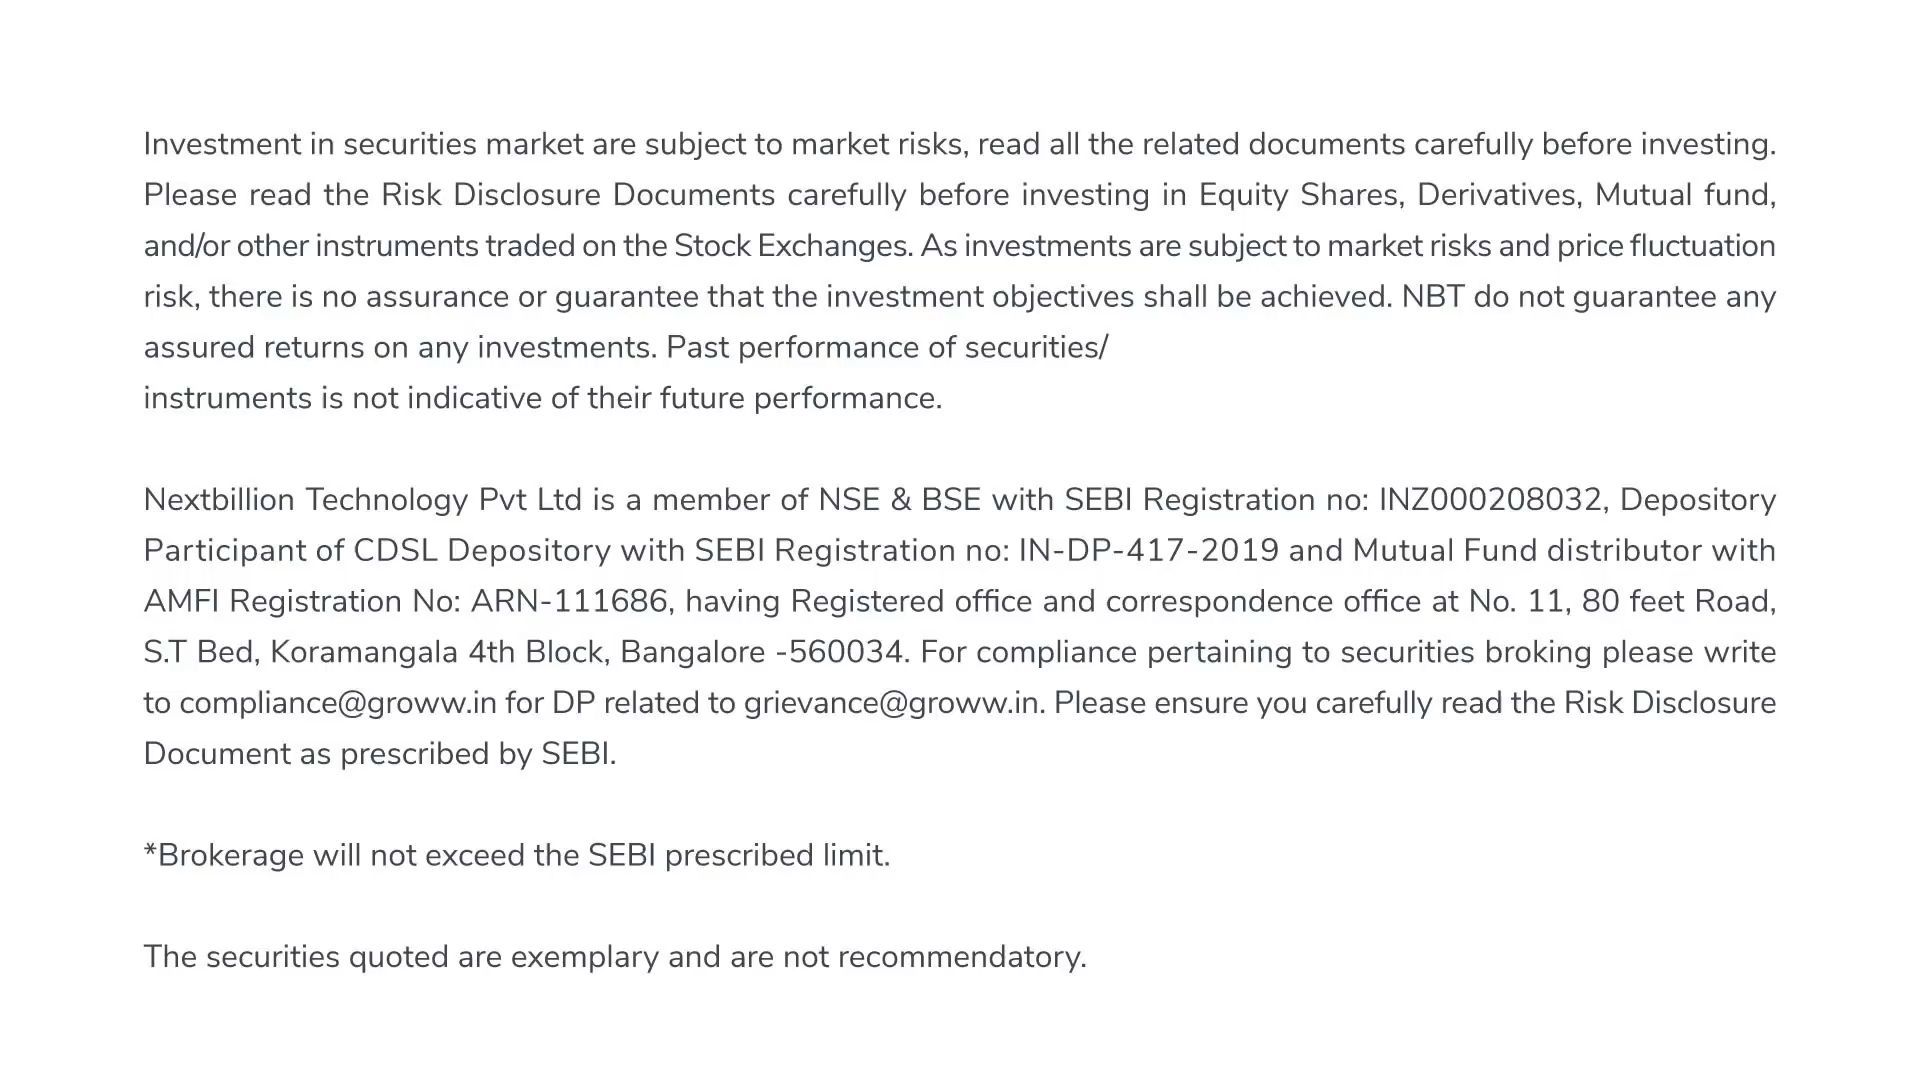 Investment in securities market are subject to market risks, read all the related documents carefully before investing.
Please read the Risk Disclosure Documents carefully before investing in Equity Shares, Derivatives, Mutual fund,
and/or other instruments traded on the Stock Exchanges. As investments are subject to market risks and price fluctuation
risk, there is no assurance or guarantee that the investment objectives shall be achieved. NBT do not guarantee any
assured returns on any investments. Past performance of securities/
instruments is not indicative of their future performance.
Nextbillion Technology Pvt Ltd is a member of NSE & BSE with SEBI Registration no: INZ000208032, Depository
Participant of CDSL Depository with SEBI Registration no: IN-DP-417-2019 and Mutual Fund distributor with
AMFI Registration No: ARN-111686, having Registered office and correspondence office at No. 11, 80 feet Road,
S.T Bed, Koramangala 4th Block, Bangalore -560034. For compliance pertaining to securities broking please write
to compliance@groww.in for DP related to grievance@groww.in. Please ensure you carefully read the Risk Disclosure
Document as prescribed by SEBI.
*Brokerage will not exceed the SEBI prescribed limit.
The securities quoted are exemplary and are not recommendatory.